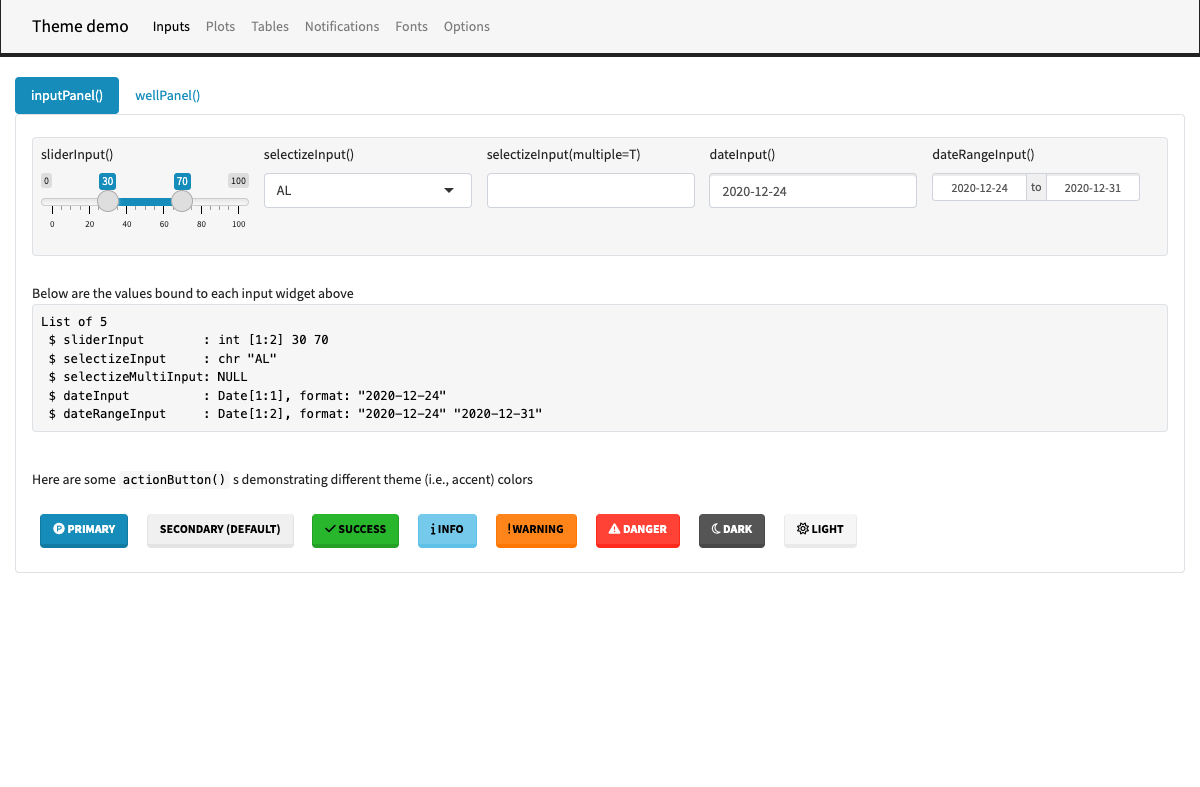 Theme demo Inputs Plots Tables Notifications Fonts Options
inputPanel() wellPanel()
sliderInput() selectizeInput() selectizeInput(multiple=T) dateInput() dateRangeInput()
0 30 70 100 AL 2020-12-24 2020-12-24 to 2020-12-31
0 20 40 60 80 100
Below are the values bound to each input widget above
List of 5
 $ sliderInput        : int [1:2] 30 70
 $ selectizeInput     : chr "AL"
 $ selectizeMultiInput: NULL
 $ dateInput          : Date[1:1], format: "2020-12-24"
 $ dateRangeInput     : Date[1:2], format: "2020-12-24" "2020-12-31"
Here are some actionButton() s demonstrating different theme (i.e., accent) colors
PRIMARY SECONDARY (DEFAULT) SUCCESS INFO WARNING DANGER DARK LIGHT